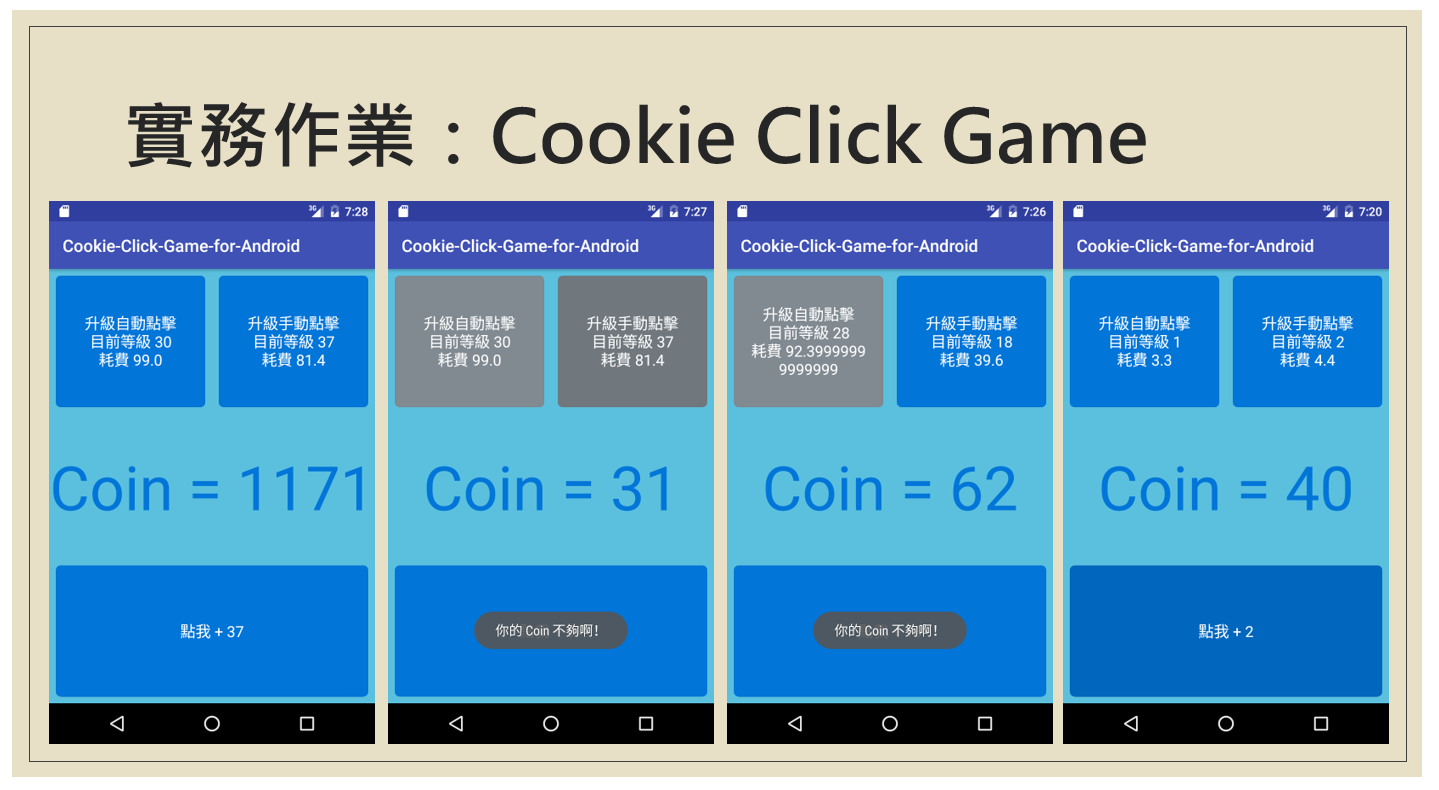 實務作業：Cookie Click Game
3G 7:28
Cookie-Click-Game-for-Android
升級自動點擊
目前等級 30
耗費 99.0
升級手動點擊
目前等級 37
耗費 81.4
Coin = 1171
點我 + 37
3G 7:27
Cookie-Click-Game-for-Android
升級自動點擊
目前等級 30
耗費 99.0
升級手動點擊
目前等級 37
耗費 81.4
Coin = 31
你的 Coin 不夠啊!
3G 7:26
Cookie-Click-Game-for-Android
升級自動點擊
目前等級 28
耗費 92.3999999
9999999
升級手動點擊
目前等級 18
耗費 39.6
Coin = 62
你的 Coin 不夠啊!
3G 7:20
Cookie-Click-Game-for-Android
升級自動點擊
目前等級 1
耗費 3.3
升級手動點擊
目前等級 2
耗費 4.4
Coin = 40
點我 + 2